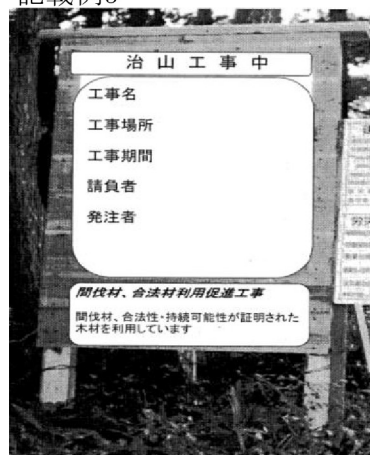 治山工事中
工事名
工事場所
工事期間
請負者
発注者
間伐材、合法材利用促進工事
間伐材、合法性・持続可能性が証明された
木材を利用しています